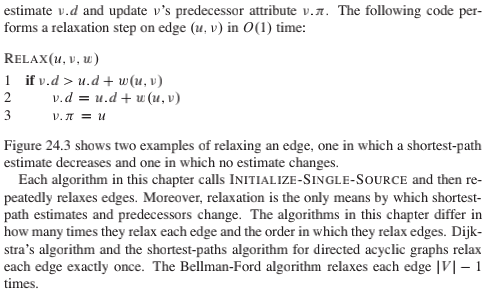 estimate v.d and update v's predecessor attribute v.π. The following code per-
forms a relaxation step on edge (u, v) in O(1) time:
RELAX(u, v, w)
1 if v.d > u.d + w(u, v)
2 v.d = u.d + w(u, v)
3 v.π = u
Figure 24.3 shows two examples of relaxing an edge, one in which a shortest-path
estimate decreases and one in which no estimate changes.
Each algorithm in this chapter calls INITIALIZE-SINGLE-SOURCE and then re-
peatedly relaxes edges. Moreover, relaxation is the only means by which shortest-
path estimates and predecessors change. The algorithms in this chapter differ in
how many times they relax each edge and the order in which they relax edges. Dijk-
stra's algorithm and the shortest-paths algorithm for directed acyclic graphs relax
each edge exactly once. The Bellman-Ford algorithm relaxes each edge |V| − 1
times.